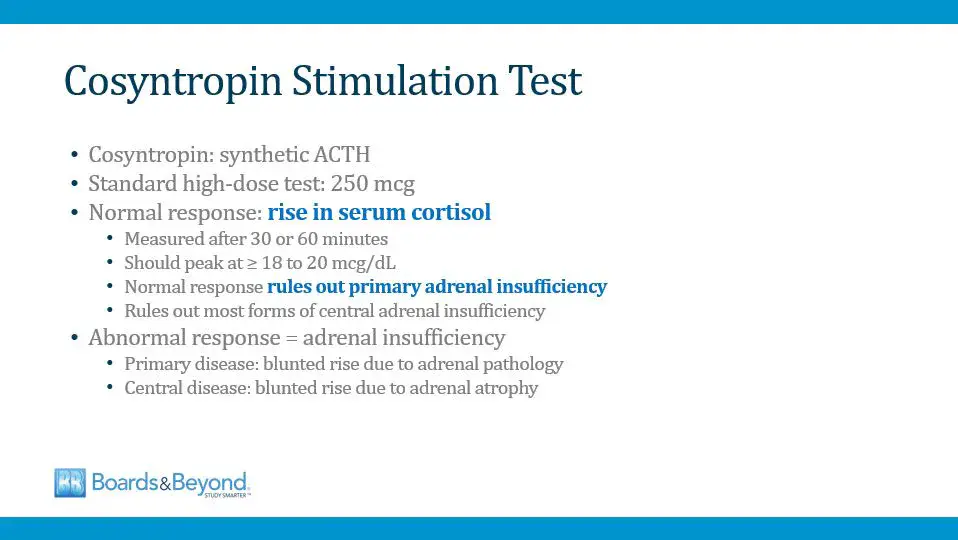 Cosyntropin Stimulation Test
• Cosyntropin: synthetic ACTH
• Standard high-dose test: 250 mcg
• Normal response: rise in serum cortisol
• Measured after 30 or 60 minutes
• Should peak at ≥ 18 to 20 mcg/dL
• Normal response rules out primary adrenal insufficiency
• Rules out most forms of central adrenal insufficiency
• Abnormal response = adrenal insufficiency
• Primary disease: blunted rise due to adrenal pathology
• Central disease: blunted rise due to adrenal atrophy
BB Boards&Beyond.
STUDY SMARTER™